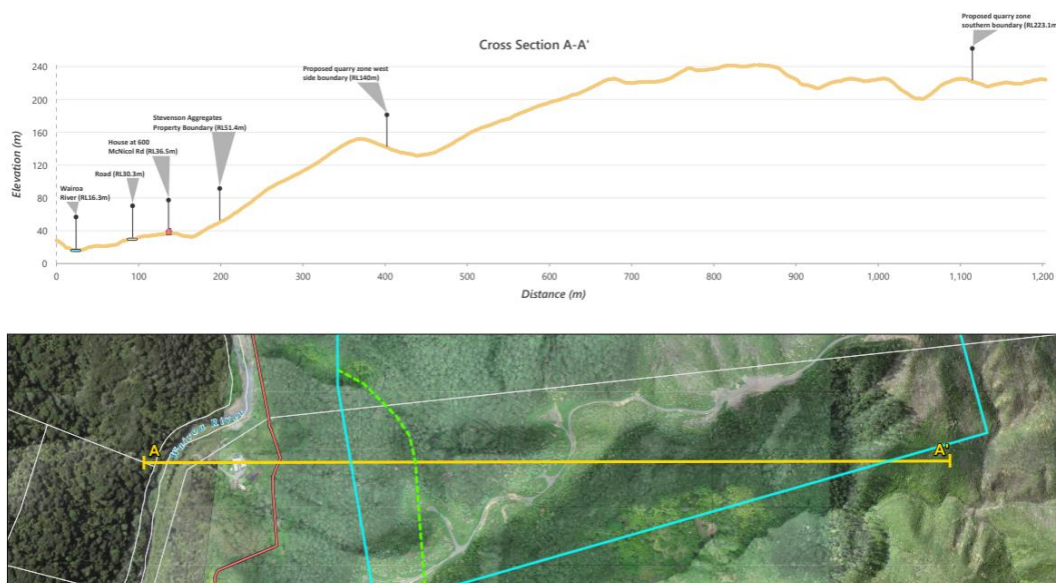 Proposed quarry zone
southern boundary (RL223.1m
Cross Section A-A'
Proposed quarry zone west
side boundary (RL140m)
Stevenson Aggregates
Property Boundary (RL51.4m)
House at 600
McNicol Rd (RL36.5m)
Road (RL30.3m)
Wairoa
River (RL16.3m)
Elevation (m)
240
200
160
120
80
40
0
0 100 200 300 400 500 600 700 800 900 1,000 1,100 1,200
Distance (m)
Wairoa River
A A'